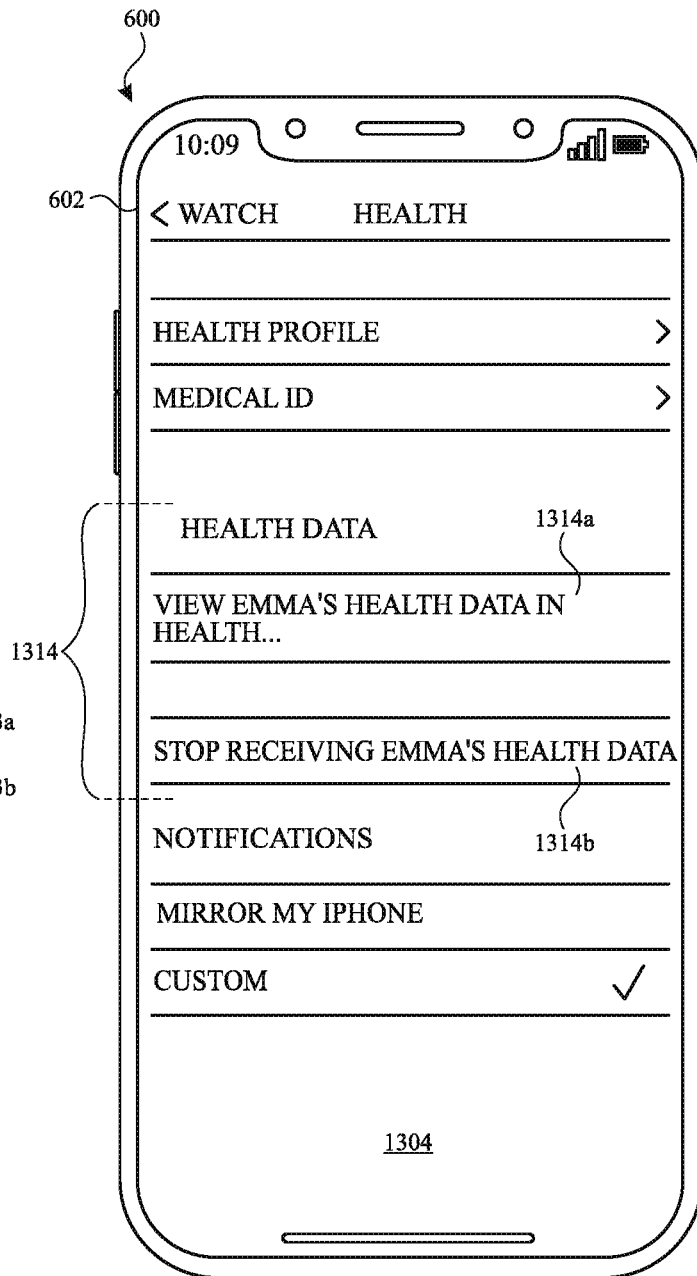 600
10:09
602
< WATCH HEALTH
HEALTH PROFILE >
MEDICAL ID >
HEALTH DATA
1314a
VIEW EMMA'S HEALTH DATA IN
HEALTH...
1314
STOP RECEIVING EMMA'S HEALTH DATA
1314b
NOTIFICATIONS
MIRROR MY IPHONE
CUSTOM
1304